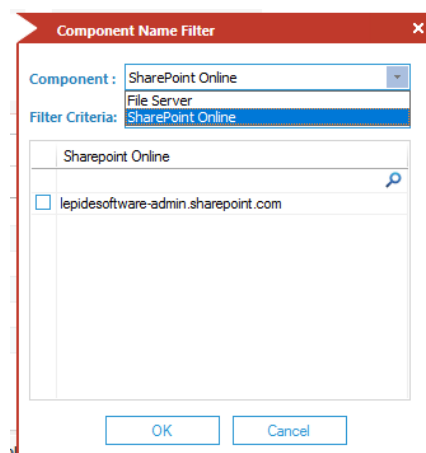 Component Name Filter
Component : SharePoint Online
File Server
Filter Criteria: SharePoint Online
Sharepoint Online
lepidesoftware-admin.sharepoint.com
OK Cancel